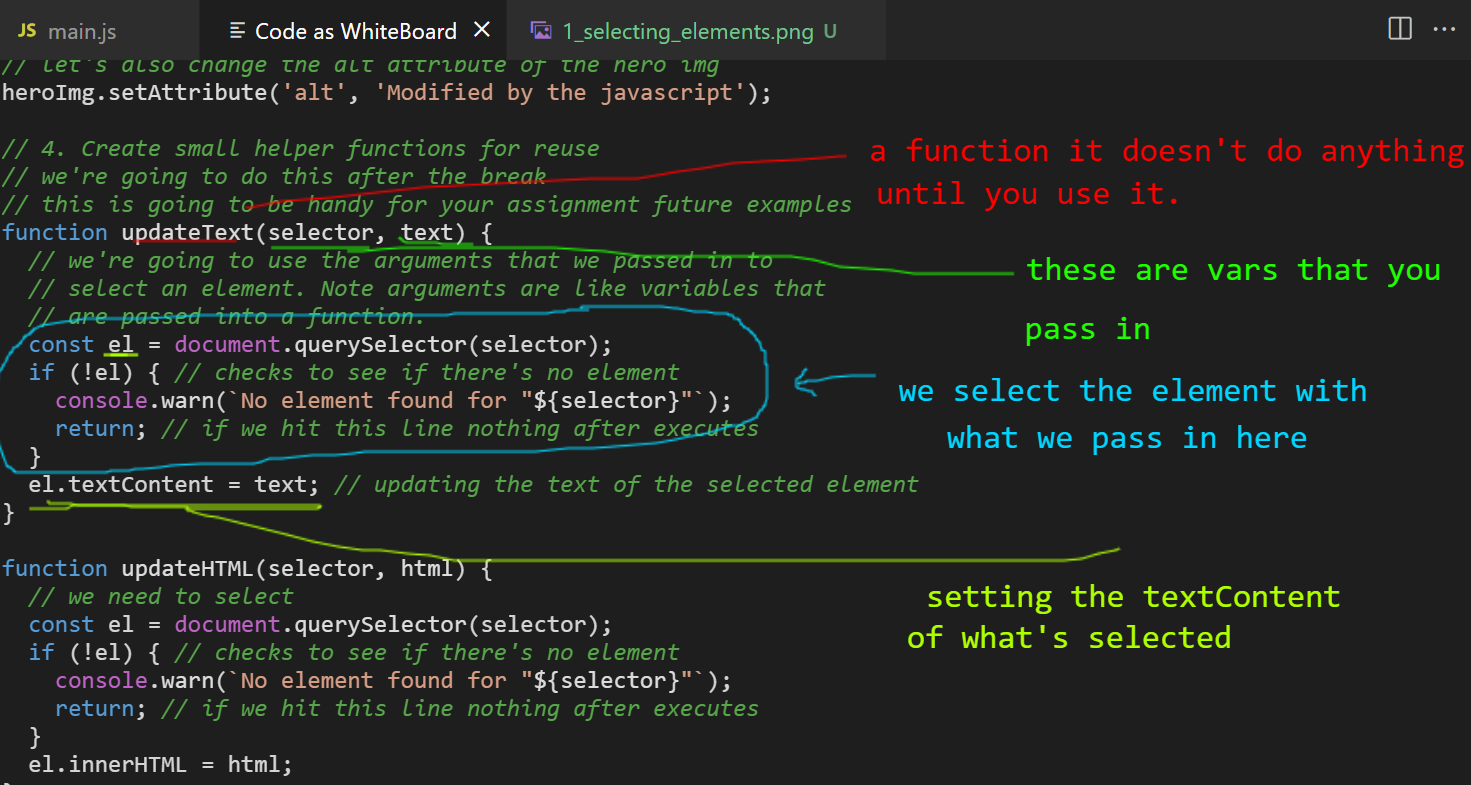 JS main.js
Code as WhiteBoard
1_selecting_elements.png U
// let's also change the alt attribute of the hero img
heroImg.setAttribute('alt', 'Modified by the javascript');
// 4. Create small helper functions for reuse
// we're going to do this after the break
// this is going to be handy for your assignment future examples
a function it doesn't do anything
until you use it.
function updateText(selector, text) {
// we're going to use the arguments that we passed in to
// select an element. Note arguments are like variables that
// are passed into a function.
these are vars that you
pass in
const el = document.querySelector(selector);
if (!el) { // checks to see if there's no element
console.warn(`No element found for "${selector}"`);
return; // if we hit this line nothing after executes
}
we select the element with
what we pass in here
el.textContent = text; // updating the text of the selected element
}
setting the textContent
of what's selected
function updateHTML(selector, html) {
// we need to select
const el = document.querySelector(selector);
if (!el) { // checks to see if there's no element
console.warn(`No element found for "${selector}"`);
return; // if we hit this line nothing after executes
}
el.innerHTML = html;